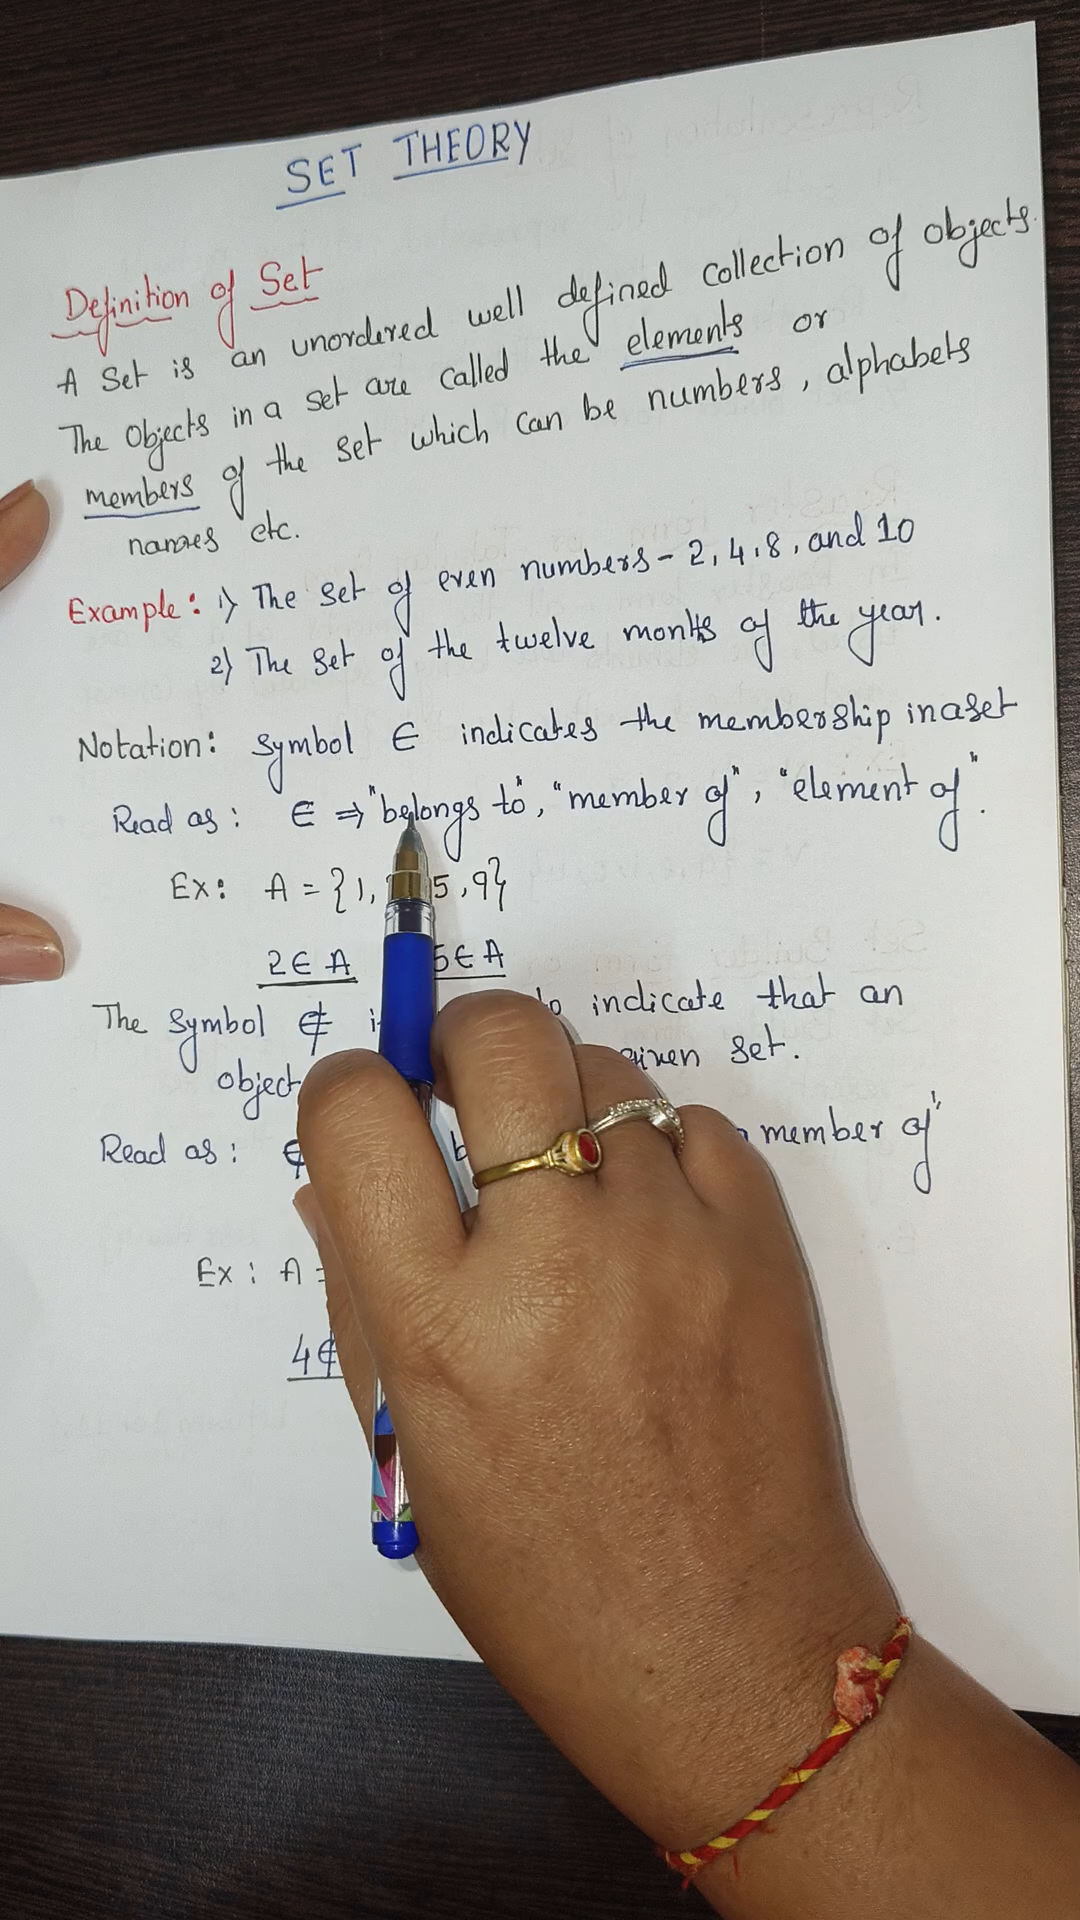 SET THEORY
Definition of Set
A Set is an unordered well defined collection of objects.
The Objects in a set are called the elements or
members of the set which can be numbers, alphabets
names etc.
Example: 1) The set of even numbers - 2, 4, 8, and 10
2) The set of the twelve months of the year.
Notation: Symbol ∈ indicates the membership in a set
Read as: ∈ ⇒ "belongs to", "member of", "element of".
Ex: A = {1, 5, 9}
2 ∈ A 5 ∈ A
The Symbol ∉ to indicate that an
object given set.
Read as: ∉ member of"
Ex: A =
4 ∉